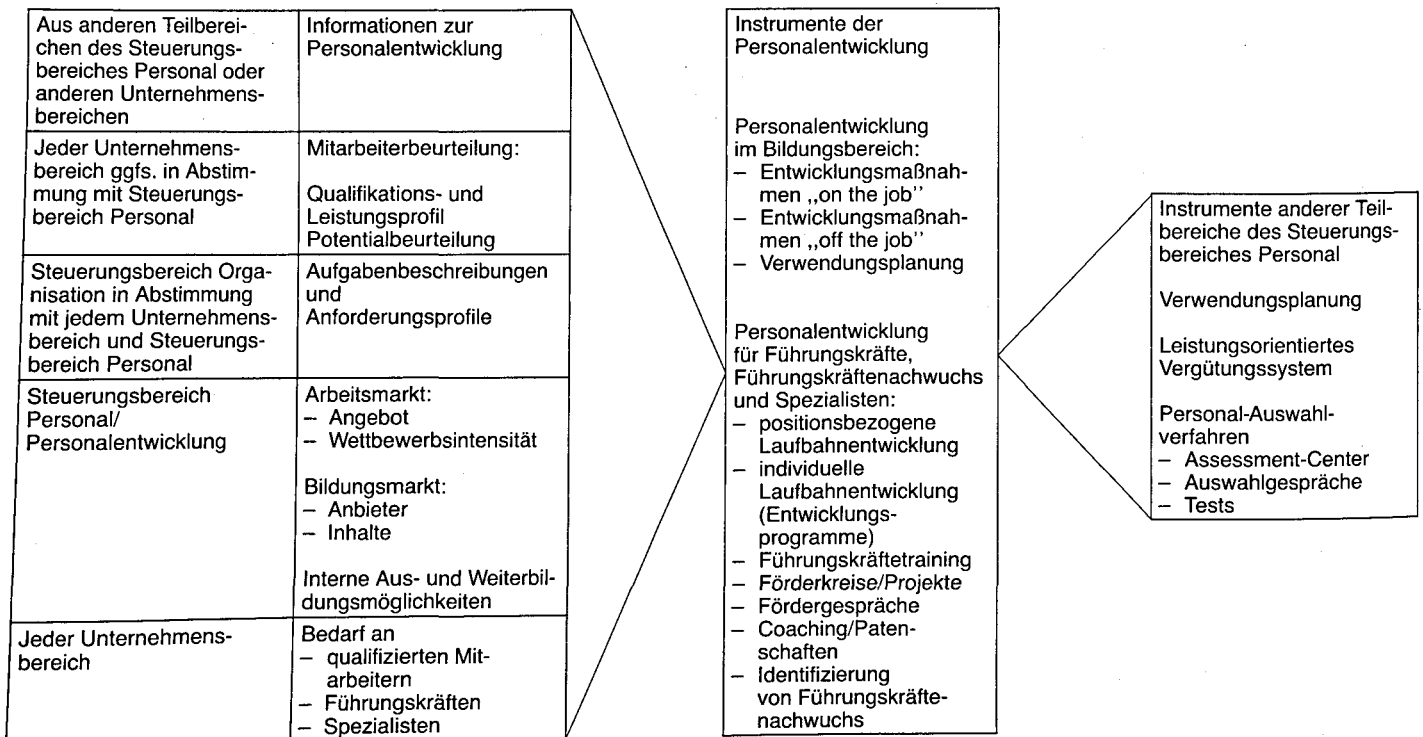 Aus anderen Teilberei-
chen des Steuerungs-
bereiches Personal oder
anderen Unternehmens-
bereichen
Informationen zur
Personalentwicklung
Jeder Unternehmens-
bereich ggfs. in Abstim-
mung mit Steuerungs-
bereich Personal
Mitarbeiterbeurteilung:
Qualifikations- und
Leistungsprofil
Potentialbeurteilung
Steuerungsbereich Orga-
nisation in Abstimmung
mit jedem Unternehmens-
bereich und Steuerungs-
bereich Personal
Aufgabenbeschreibungen
und
Anforderungsprofile
Steuerungsbereich
Personal/
Personalentwicklung
Arbeitsmarkt:
– Angebot
– Wettbewerbsintensität
Bildungsmarkt:
– Anbieter
– Inhalte
Interne Aus- und Weiterbil-
dungsmöglichkeiten
Jeder Unternehmens-
bereich
Bedarf an
– qualifizierten Mit-
arbeitern
– Führungskräften
– Spezialisten
Instrumente der
Personalentwicklung
Personalentwicklung
im Bildungsbereich:
– Entwicklungsmaßnah-
men ,,on the job''
– Entwicklungsmaßnah-
men ,,off the job''
– Verwendungsplanung
Personalentwicklung
für Führungskräfte,
Führungskräftenachwuchs
und Spezialisten:
– positionsbezogene
Laufbahnentwicklung
– individuelle
Laufbahnentwicklung
(Entwicklungs-
programme)
– Führungskräftetraining
– Förderkreise/Projekte
– Fördergespräche
– Coaching/Paten-
schaften
– Identifizierung
von Führungskräfte-
nachwuchs
Instrumente anderer Teil-
bereiche des Steuerungs-
bereiches Personal
Verwendungsplanung
Leistungsorientiertes
Vergütungssystem
Personal-Auswahl-
verfahren
– Assessment-Center
– Auswahlgespräche
– Tests